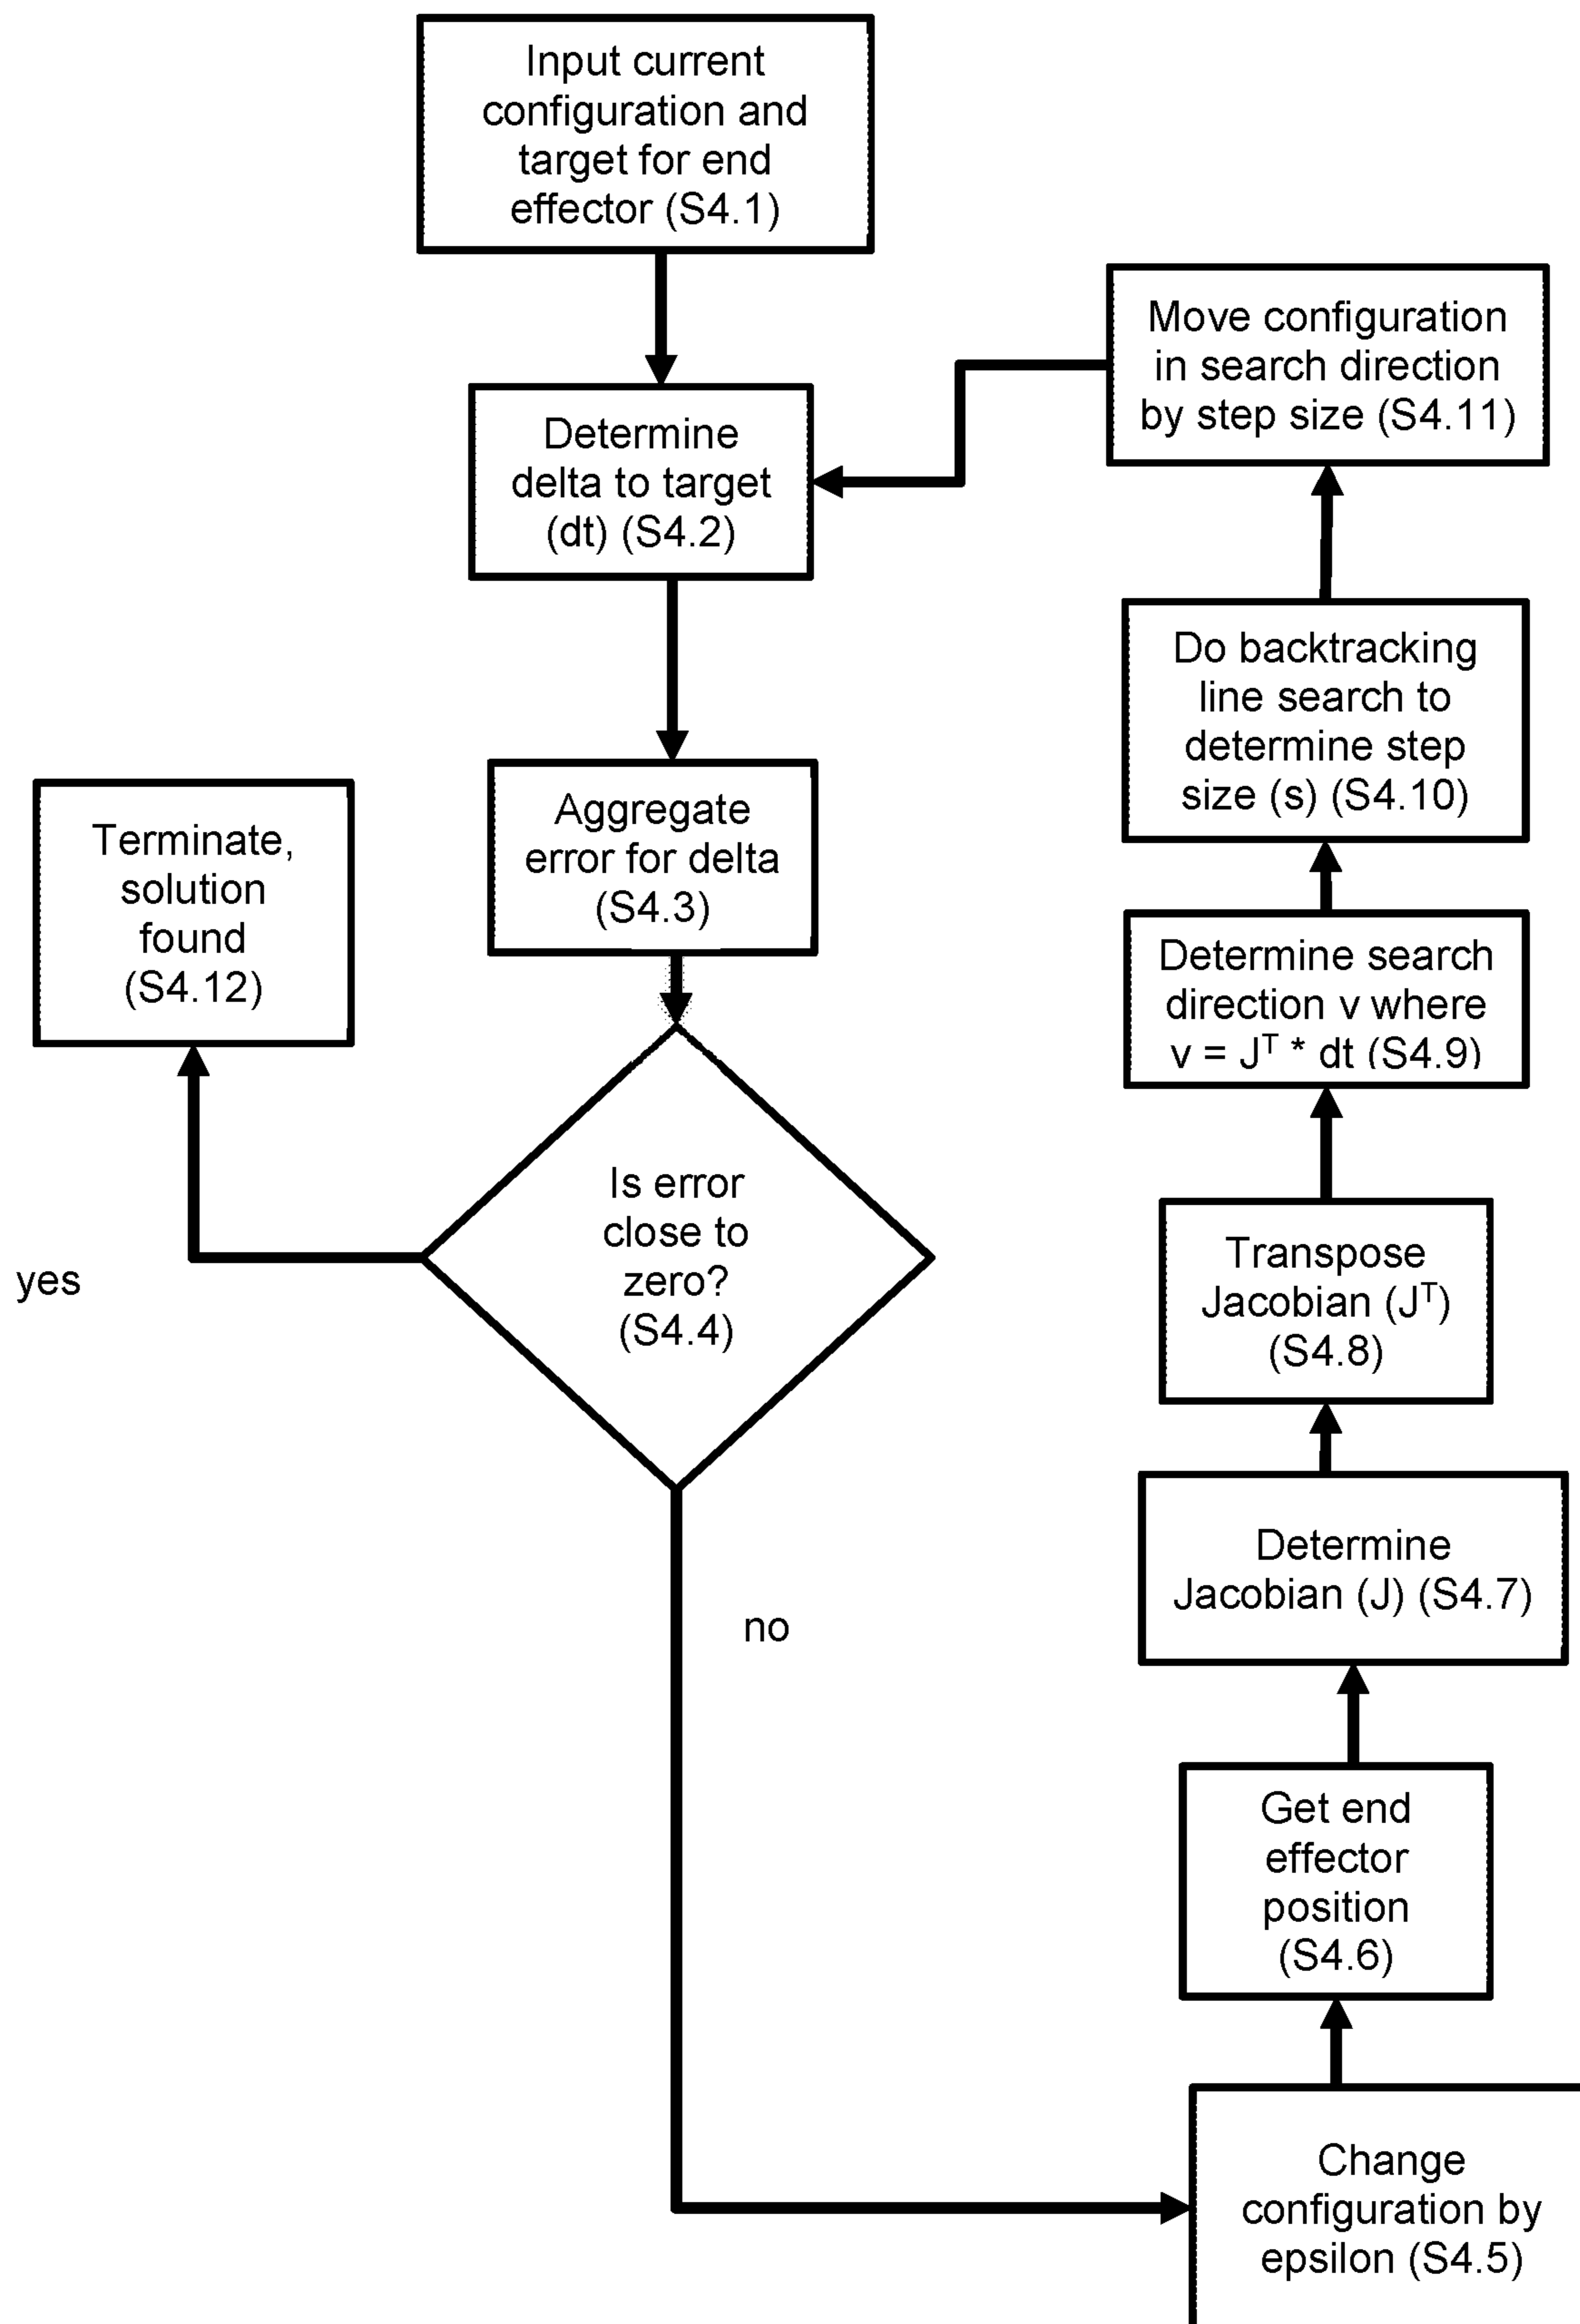 Input current
configuration and
target for end
effector (S4.1)
Determine
delta to target
(dt) (S4.2)
Aggregate
error for delta
(S4.3)
Is error
close to
zero?
(S4.4)
yes
Terminate,
solution
found
(S4.12)
no
Change
configuration by
epsilon (S4.5)
Get end
effector
position
(S4.6)
Determine
Jacobian (J) (S4.7)
Transpose
Jacobian (Jᵀ)
(S4.8)
Determine search
direction v where
v = Jᵀ * dt (S4.9)
Do backtracking
line search to
determine step
size (s) (S4.10)
Move configuration
in search direction
by step size (S4.11)